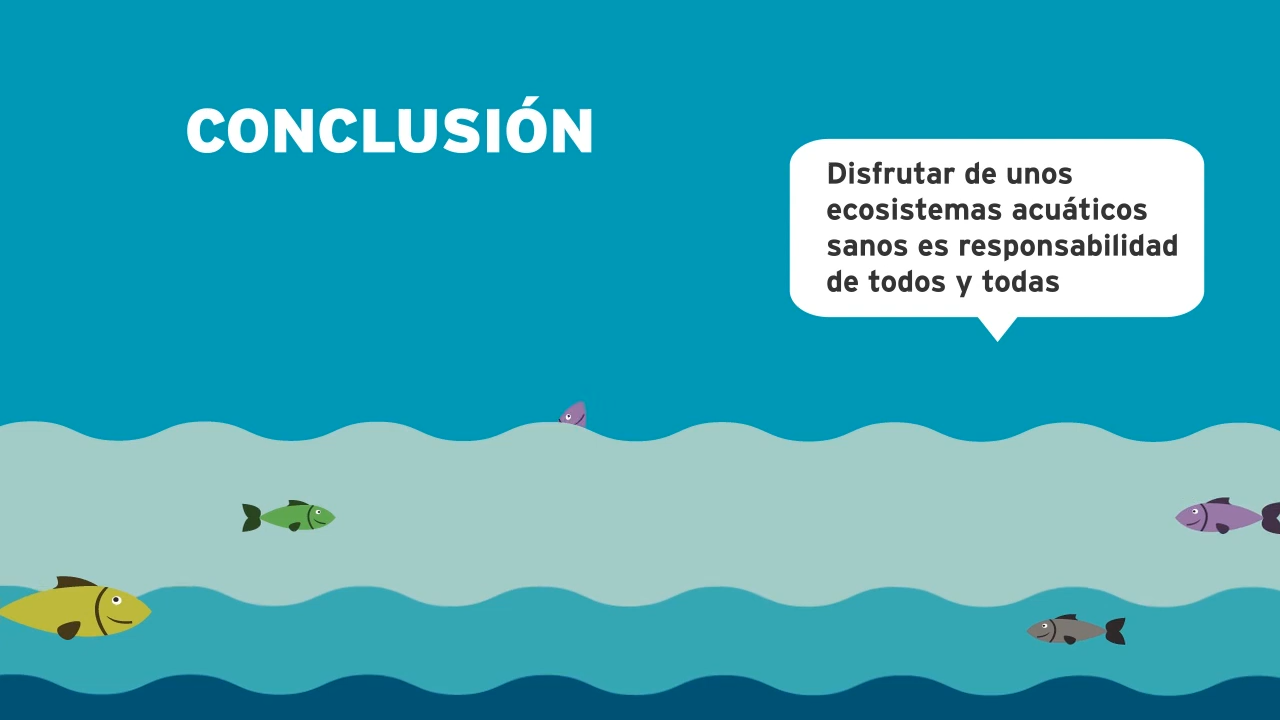 CONCLUSIÓN
Disfrutar de unos
ecosistemas acuáticos
sanos es responsabilidad
de todos y todas